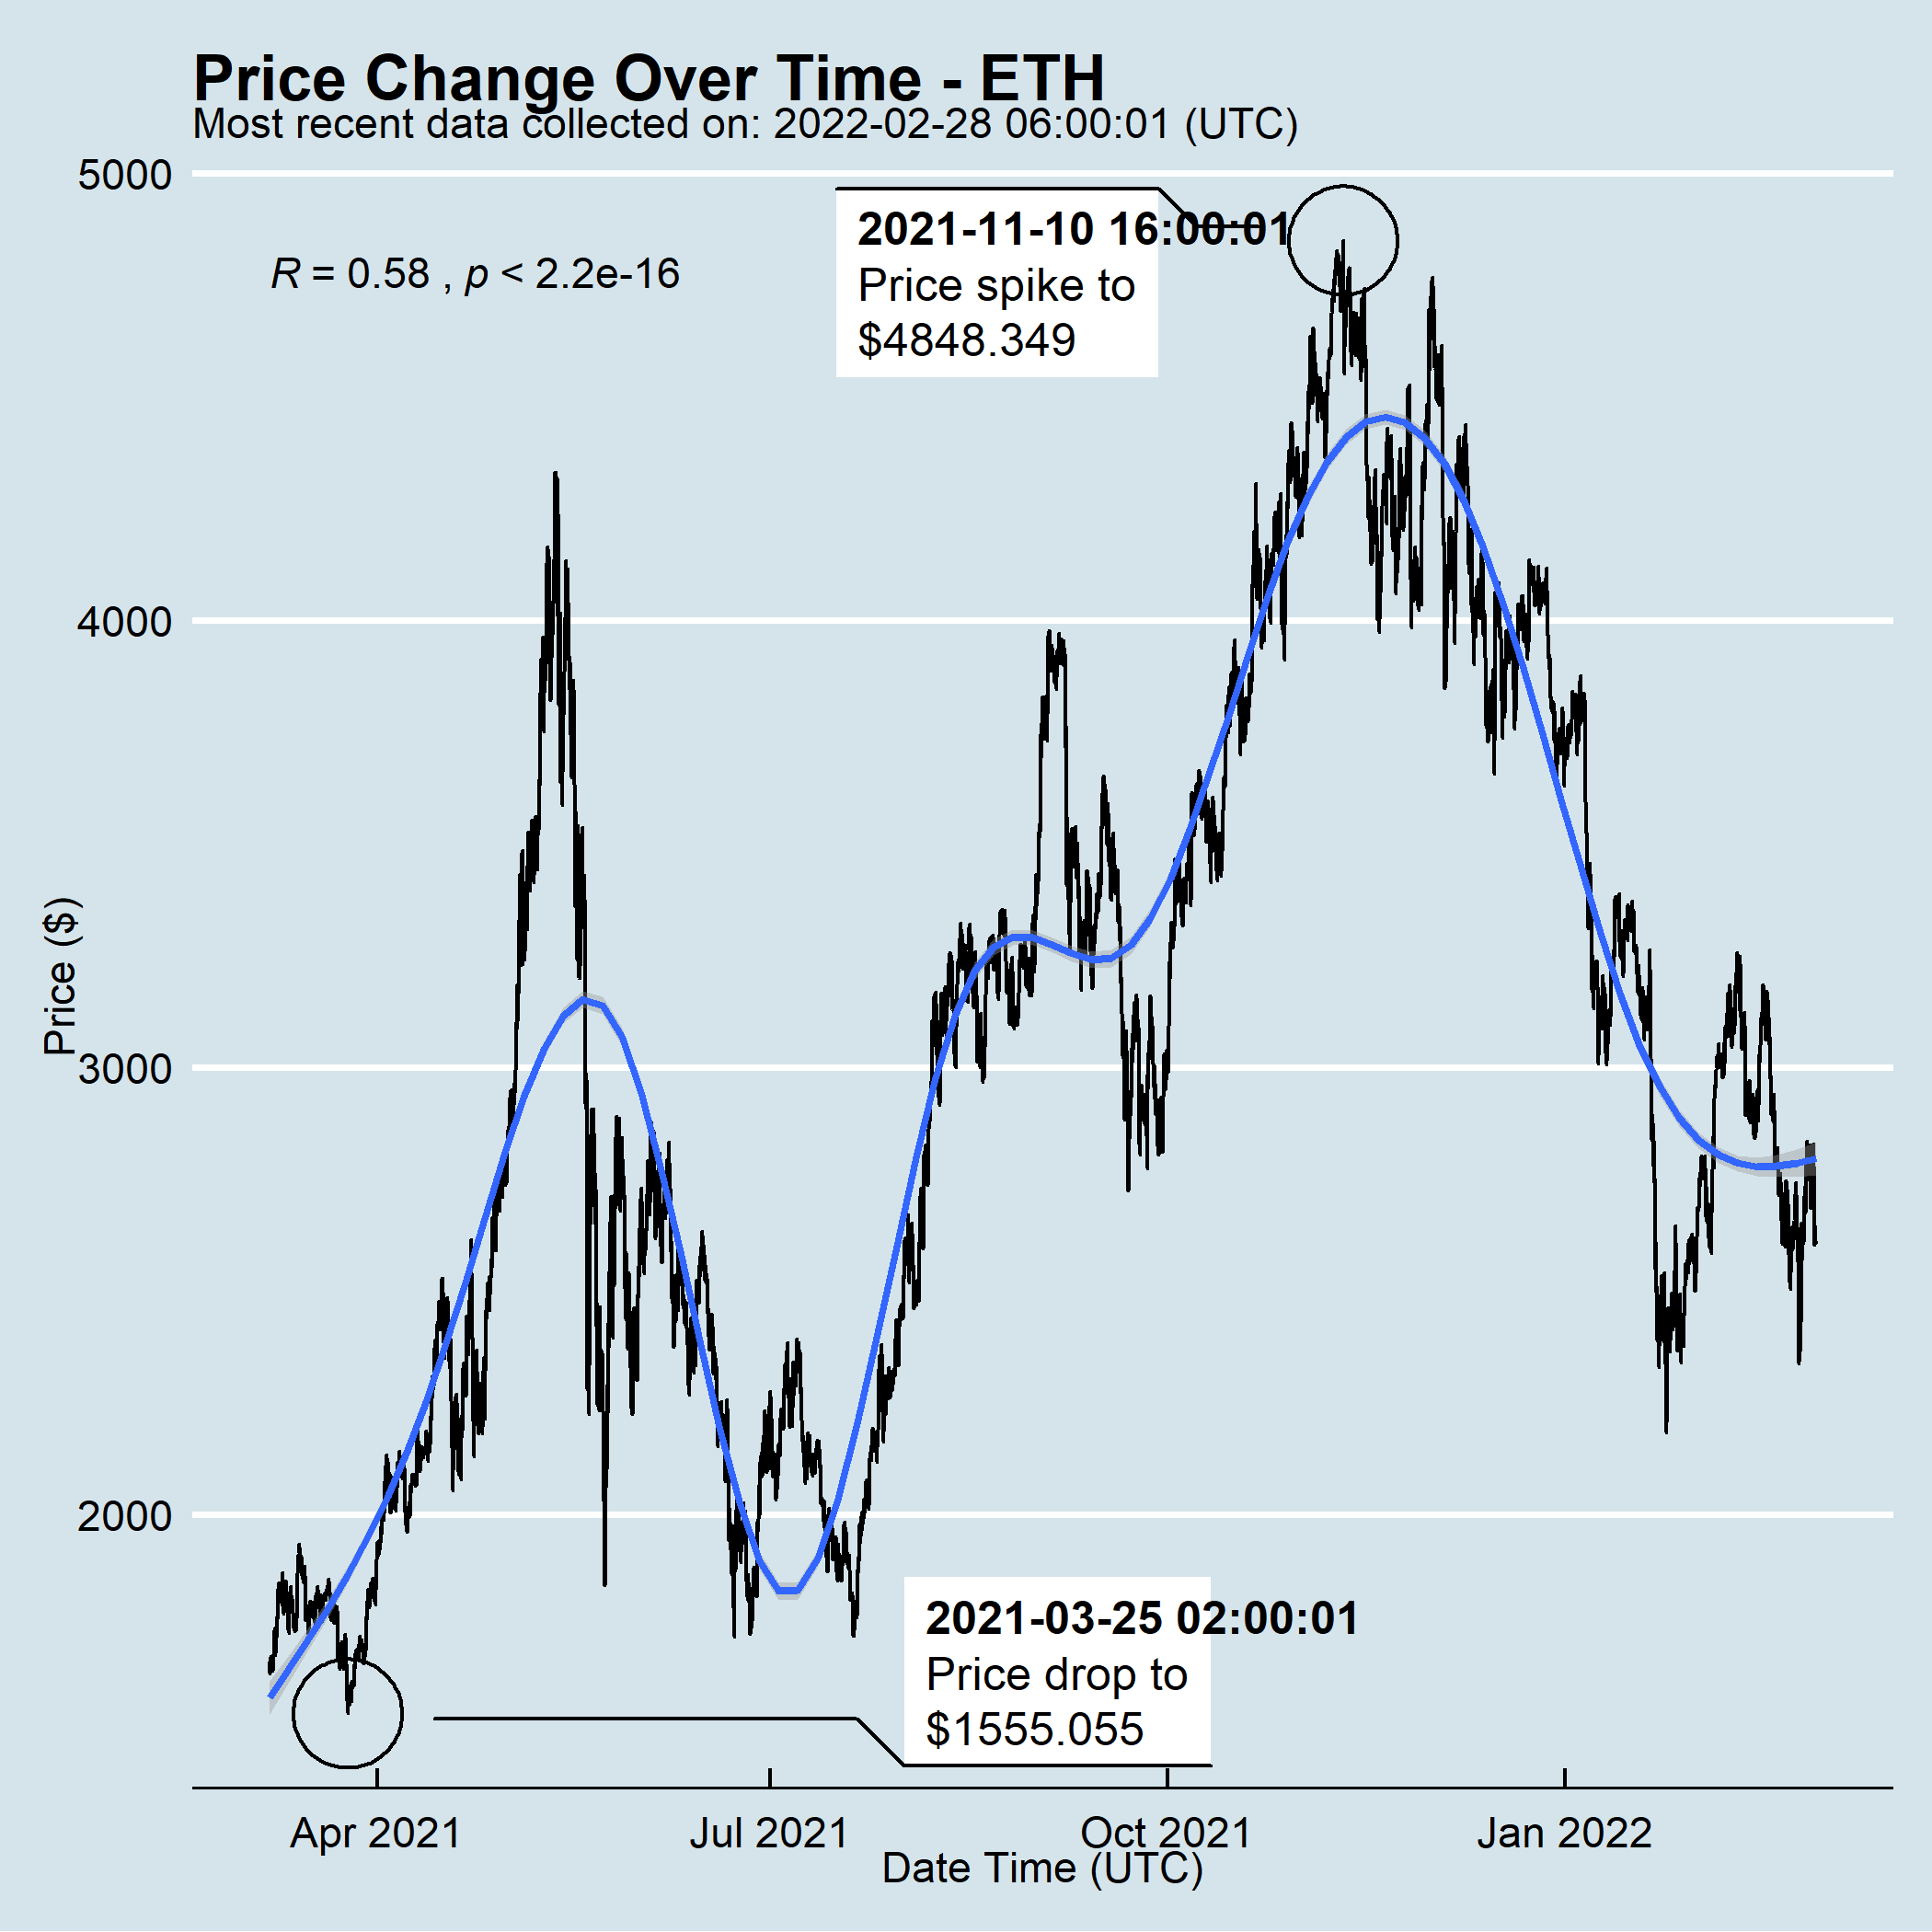 Price Change Over Time - ETH
Most recent data collected on: 2022-02-28 06:00:01 (UTC)
5000
2021-11-10 16:00:01
Price spike to
$4848.349
R = 0.58 , p < 2.2e-16
4000
Price ($)
3000
2000
2021-03-25 02:00:01
Price drop to
$1555.055
Apr 2021
Jul 2021
Oct 2021
Jan 2022
Date Time (UTC)